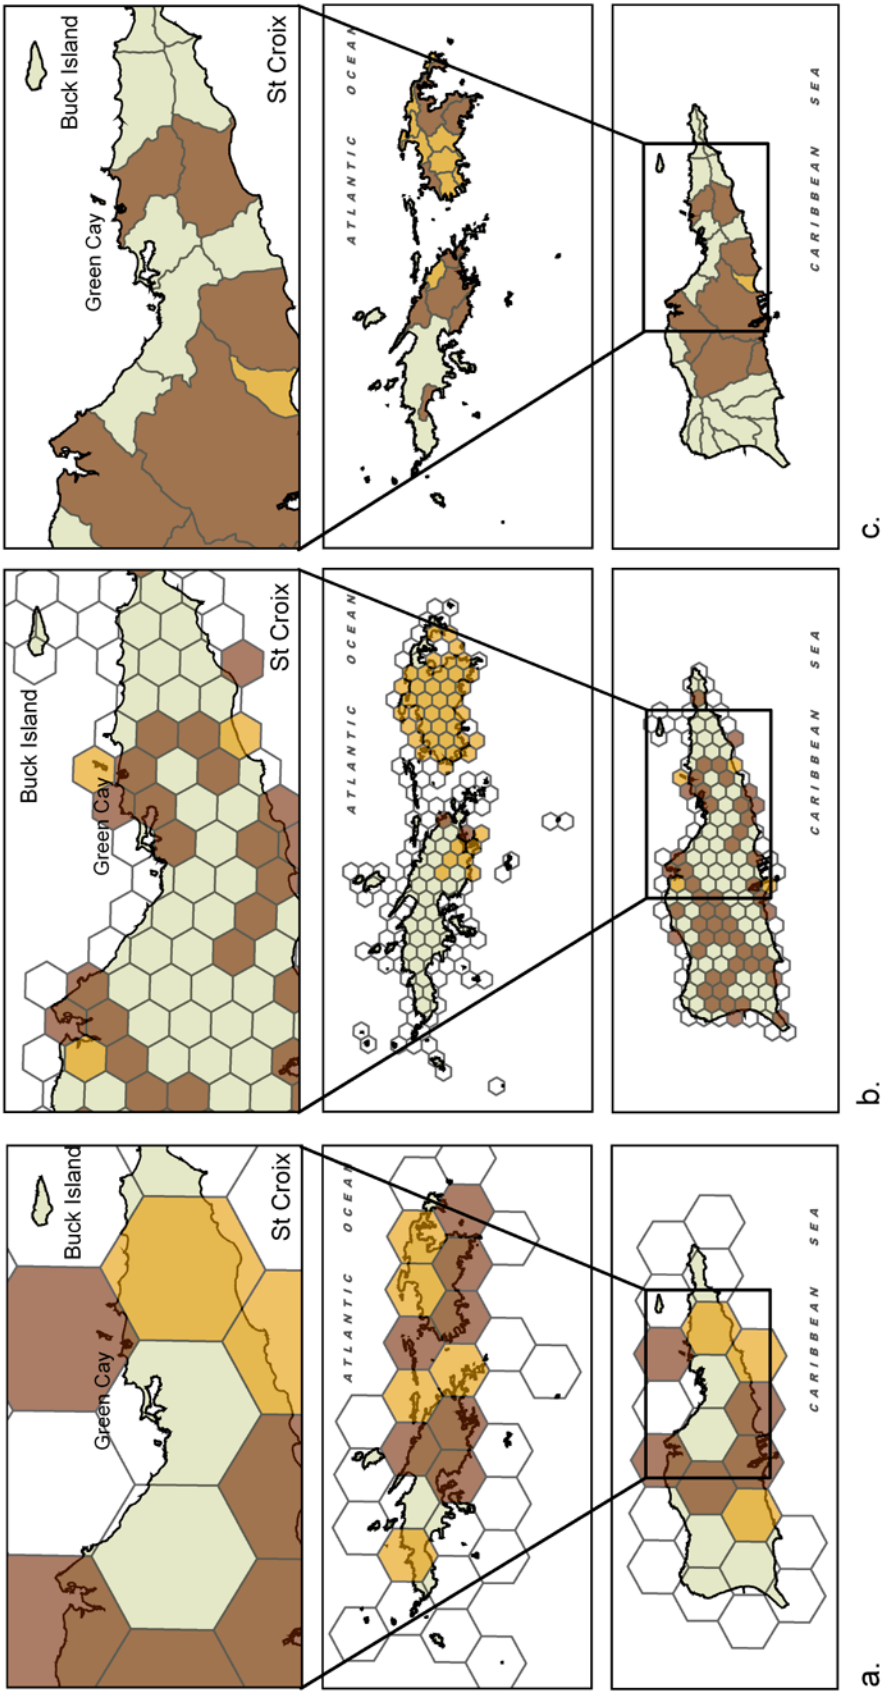 Buck Island
Green Cay
St Croix
ATLANTIC OCEAN
CARIBBEAN SEA
a.
Buck Island
Green Cay
St Croix
ATLANTIC OCEAN
CARIBBEAN SEA
b.
Buck Island
Green Cay
St Croix
ATLANTIC OCEAN
CARIBBEAN SEA
c.